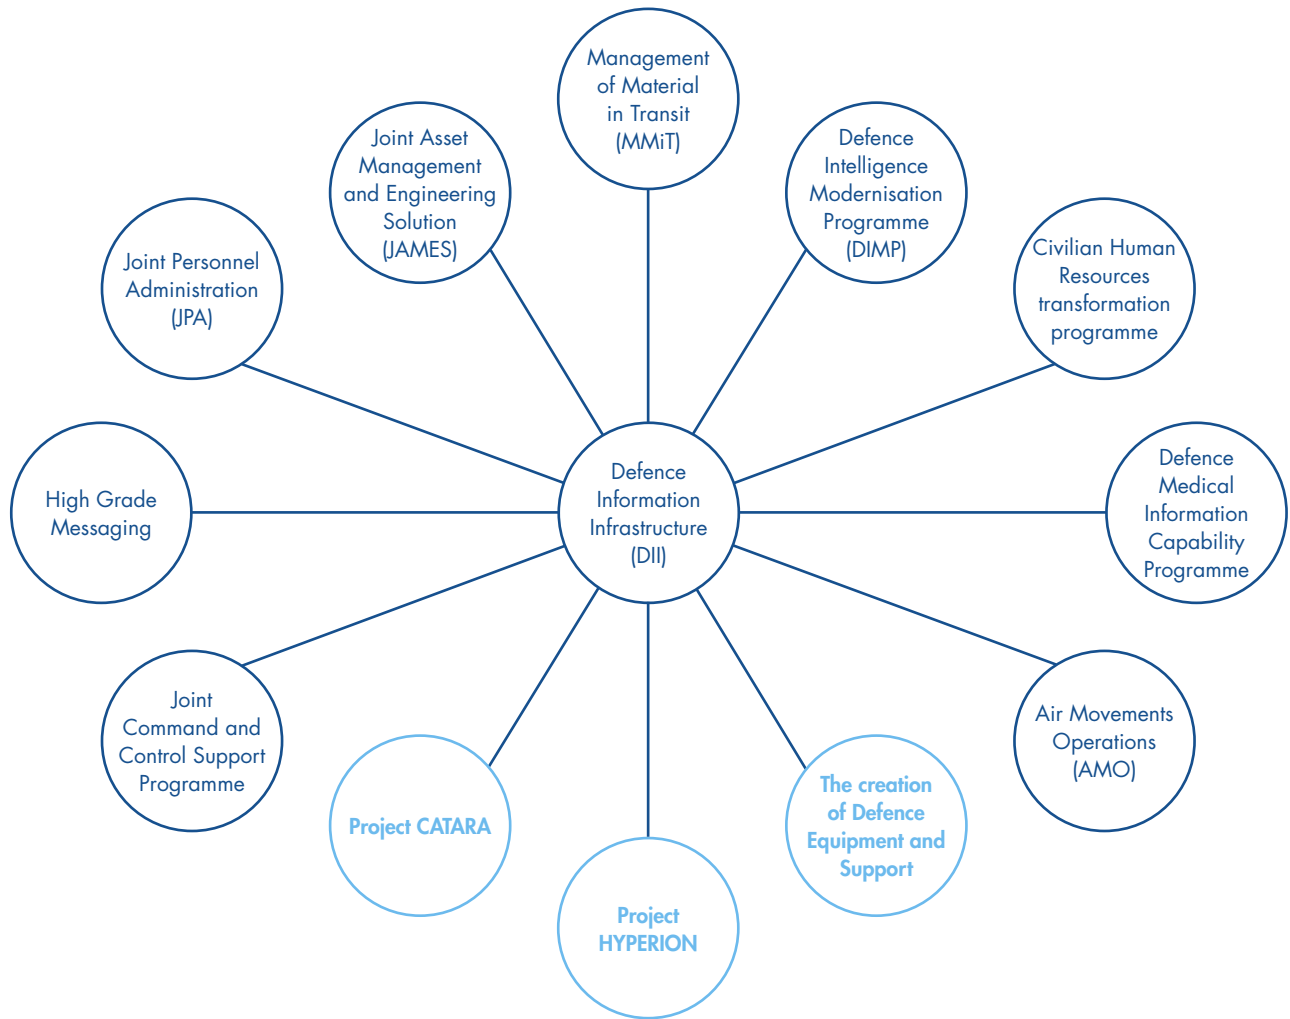 Management
of Material
in Transit
(MMiT)
Joint Asset
Management
and Engineering
Solution
(JAMES)
Defence
Intelligence
Modernisation
Programme
(DIMP)
Joint Personnel
Administration
(JPA)
Civilian Human
Resources
transformation
programme
High Grade
Messaging
Defence
Information
Infrastructure
(DII)
Defence
Medical
Information
Capability
Programme
Joint
Command and
Control Support
Programme
Air Movements
Operations
(AMO)
Project CATARA
The creation
of Defence
Equipment and
Support
Project
HYPERION